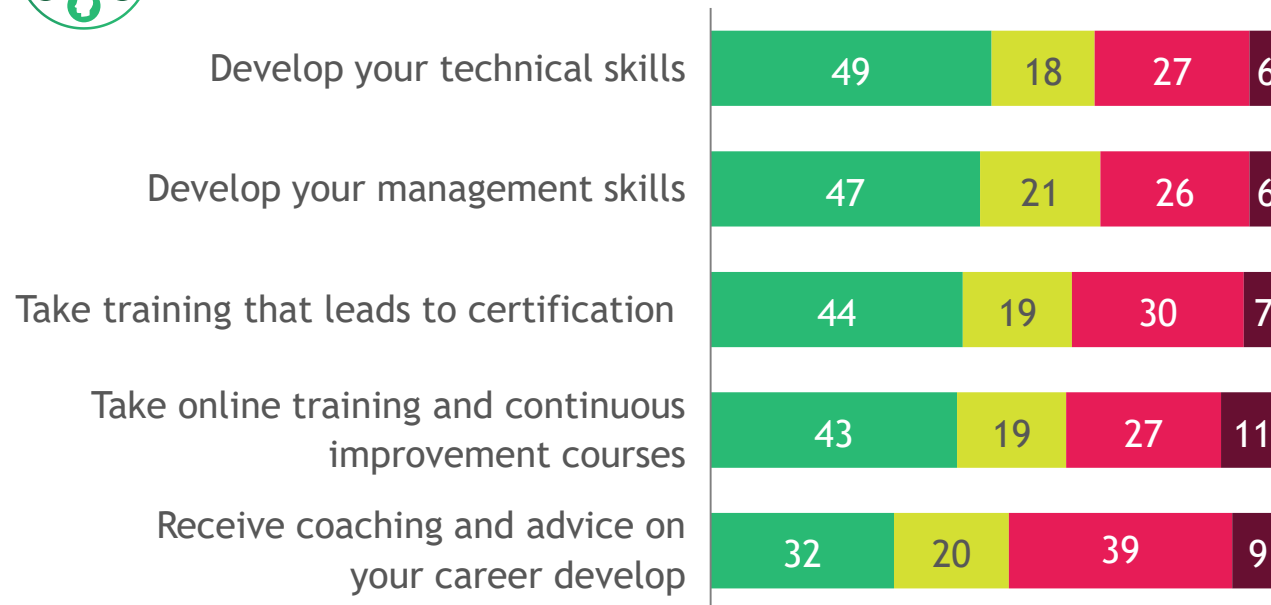 Develop your technical skills 49 18 27 6
Develop your management skills 47 21 26 6
Take training that leads to certification 44 19 30 7
Take online training and continuous
improvement courses 43 19 27 11
Receive coaching and advice on
your career develop 32 20 39 9